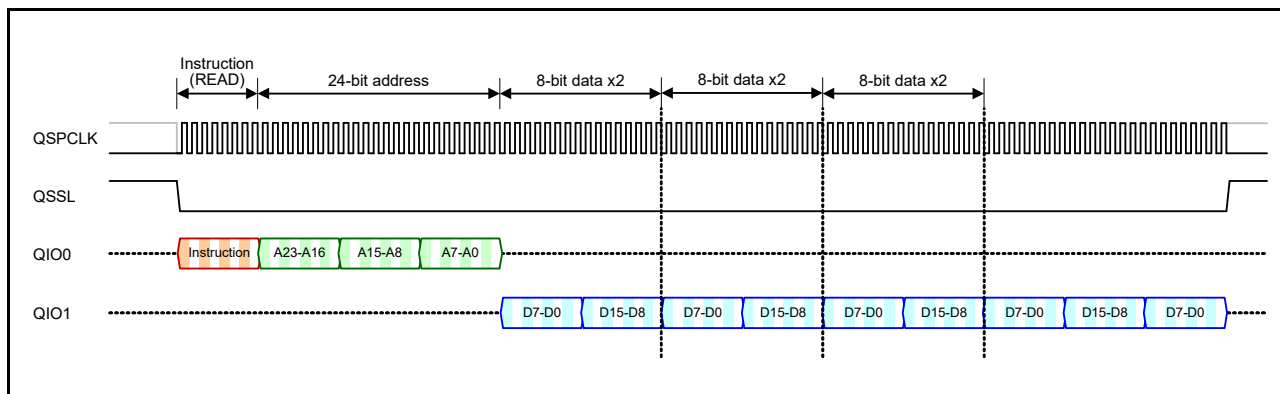 Instruction
(READ)
24-bit address
8-bit data x2
8-bit data x2
8-bit data x2
QSPCLK
QSSL
QIO0
Instruction
A23-A16
A15-A8
A7-A0
QIO1
D7-D0
D15-D8
D7-D0
D15-D8
D7-D0
D15-D8
D7-D0
D15-D8
D7-D0